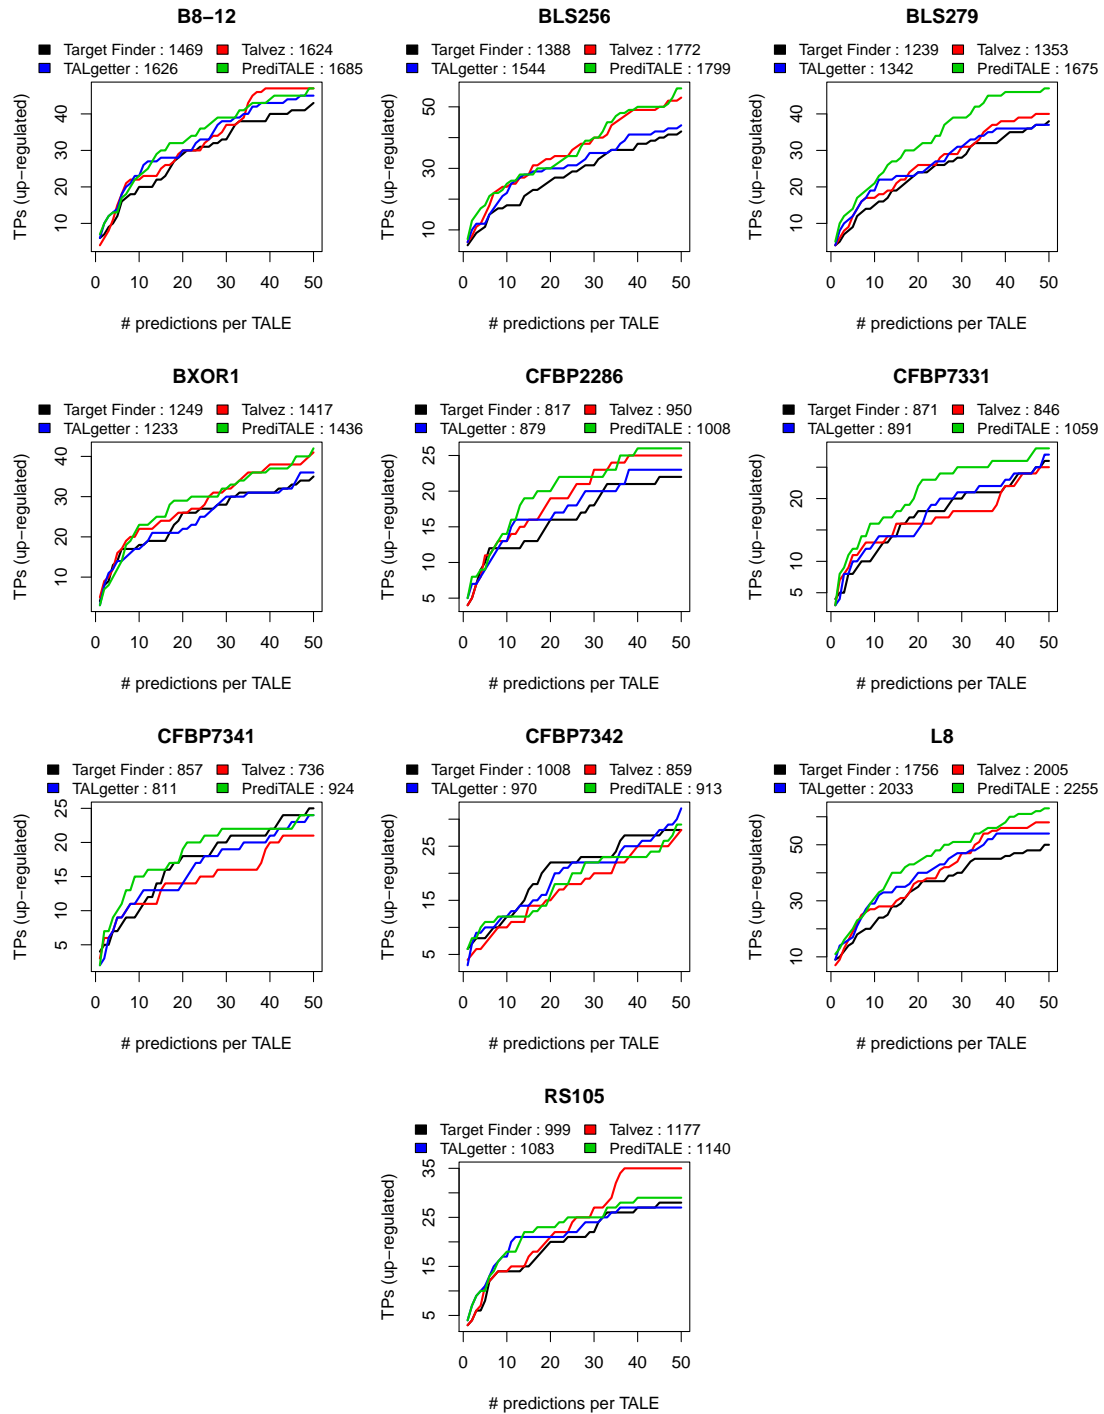 B8−12
Target Finder : 1469 Talvez : 1624
TALgetter : 1626 PrediTALE : 1685
TPs (up−regulated)
10 20 30 40
0 10 20 30 40 50
# predictions per TALE
BLS256
Target Finder : 1388 Talvez : 1772
TALgetter : 1544 PrediTALE : 1799
TPs (up−regulated)
10 30 50
0 10 20 30 40 50
# predictions per TALE
BLS279
Target Finder : 1239 Talvez : 1353
TALgetter : 1342 PrediTALE : 1675
TPs (up−regulated)
10 20 30 40
0 10 20 30 40 50
# predictions per TALE
BXOR1
Target Finder : 1249 Talvez : 1417
TALgetter : 1233 PrediTALE : 1436
TPs (up−regulated)
10 20 30 40
0 10 20 30 40 50
# predictions per TALE
CFBP2286
Target Finder : 817 Talvez : 950
TALgetter : 879 PrediTALE : 1008
TPs (up−regulated)
5 10 15 20 25
0 10 20 30 40 50
# predictions per TALE
CFBP7331
Target Finder : 871 Talvez : 846
TALgetter : 891 PrediTALE : 1059
TPs (up−regulated)
5 10 20
0 10 20 30 40 50
# predictions per TALE
CFBP7341
Target Finder : 857 Talvez : 736
TALgetter : 811 PrediTALE : 924
TPs (up−regulated)
5 10 15 20 25
0 10 20 30 40 50
# predictions per TALE
CFBP7342
Target Finder : 1008 Talvez : 859
TALgetter : 970 PrediTALE : 913
TPs (up−regulated)
5 15 25
0 10 20 30 40 50
# predictions per TALE
L8
Target Finder : 1756 Talvez : 2005
TALgetter : 2033 PrediTALE : 2255
TPs (up−regulated)
10 30 50
0 10 20 30 40 50
# predictions per TALE
RS105
Target Finder : 999 Talvez : 1177
TALgetter : 1083 PrediTALE : 1140
TPs (up−regulated)
5 15 25 35
0 10 20 30 40 50
# predictions per TALE